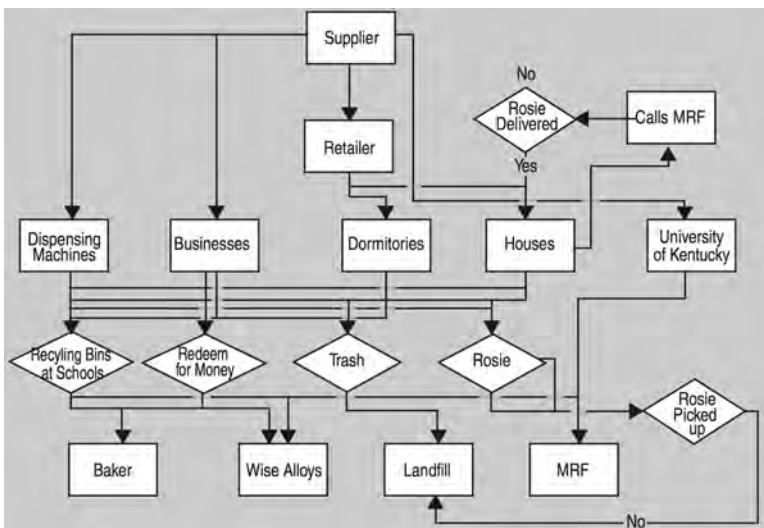 Supplier
No
Rosie
Delivered
Calls MRF
Retailer
Yes
Dispensing
Machines
Businesses
Dormitories
Houses
University
of Kentucky
Recyling Bins
at Schools
Redeem
for Money
Trash
Rosie
Rosie
Picked
up
Baker
Wise Alloys
Landfill
MRF
No